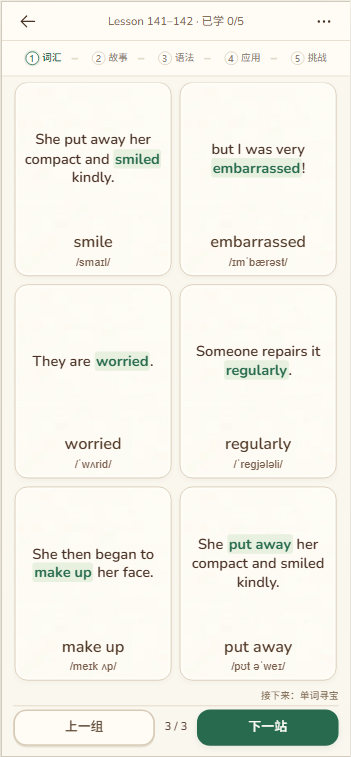 Lesson 141–142 · 已学 0/5
1 词汇 – 2 故事 – 3 语法 – 4 应用 – 5 挑战
She put away her
compact and smiled
kindly.
smile
/smaɪl/
but I was very
embarrassed!
embarrassed
/ɪmˈbærəst/
They are worried.
worried
/ˈwʌrid/
Someone repairs it
regularly.
regularly
/ˈregjələli/
She then began to
make up her face.
make up
/meɪk ʌp/
She put away her
compact and smiled
kindly.
put away
/pʊt əˈweɪ/
接下来：单词寻宝
上一组
3 / 3
下一站